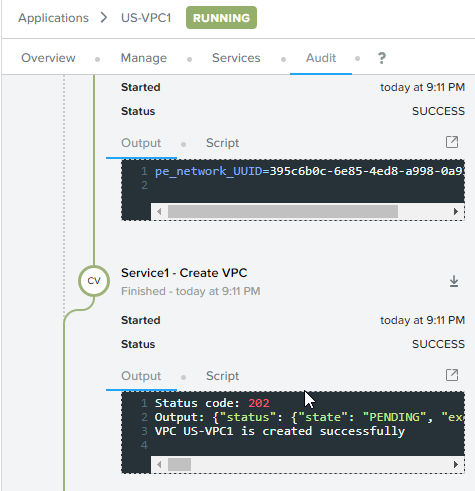 Applications > US-VPC1 RUNNING
Overview Manage Services Audit ?
Started today at 9:11 PM
Status SUCCESS
Output Script
1 pe_network_UUID=395c6b0c-6e85-4ed8-a998-0a9
2
CV Service1 - Create VPC
Finished - today at 9:11 PM
Started today at 9:11 PM
Status SUCCESS
Output Script
1 Status code: 202
2 Output: {"status": {"state": "PENDING", "ex
3 VPC US-VPC1 is created successfully
4